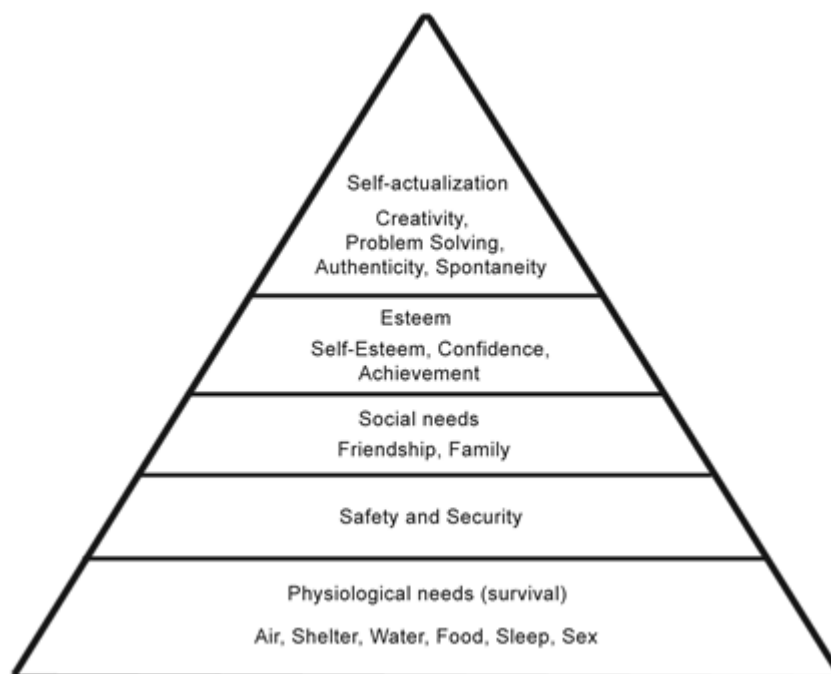 Self-actualization
Creativity,
Problem Solving,
Authenticity, Spontaneity
Esteem
Self-Esteem, Confidence,
Achievement
Social needs
Friendship, Family
Safety and Security
Physiological needs (survival)
Air, Shelter, Water, Food, Sleep, Sex